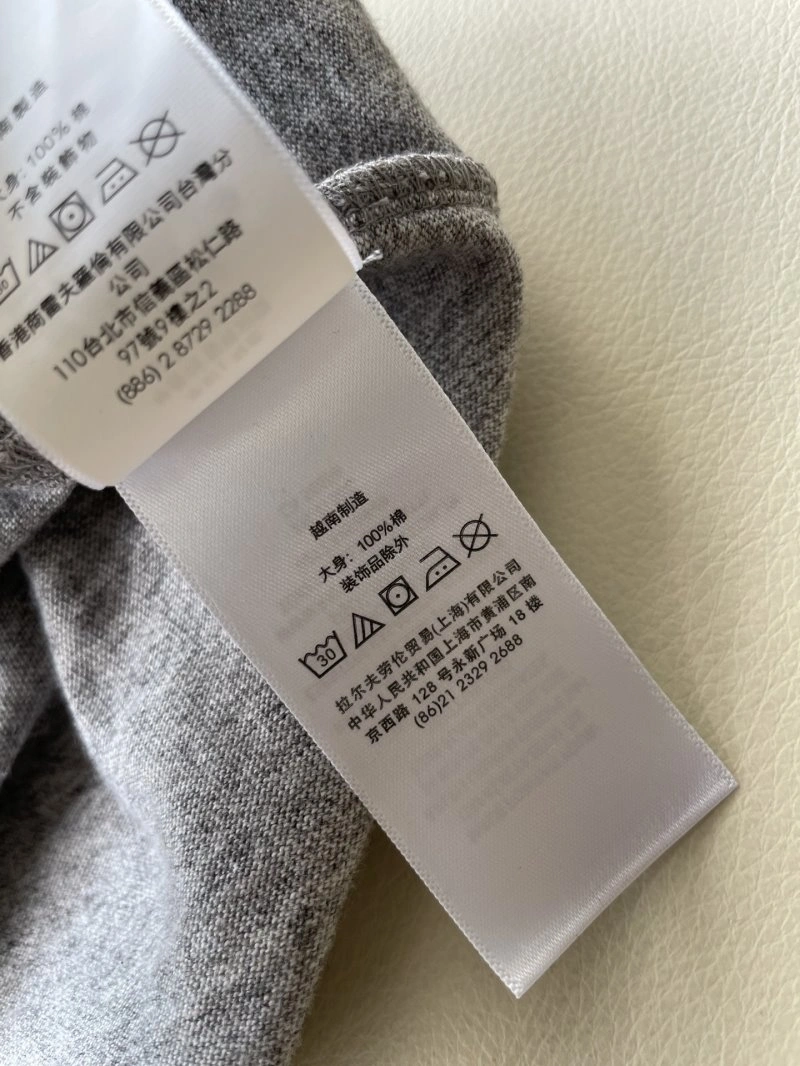 南製造
大身: 100% 棉
不含裝飾物
30
香港商雷夫羅倫有限公司台灣分
公司
110台北市信義區松仁路
97號9樓之2
(886) 2 8729 2288
越南制造
大身: 100%棉
装饰品除外
30
拉尔夫劳伦贸易(上海)有限公司
中华人民共和国上海市黄浦区南
京西路 128 号永新广场 18 楼
(86)21 2329 2688